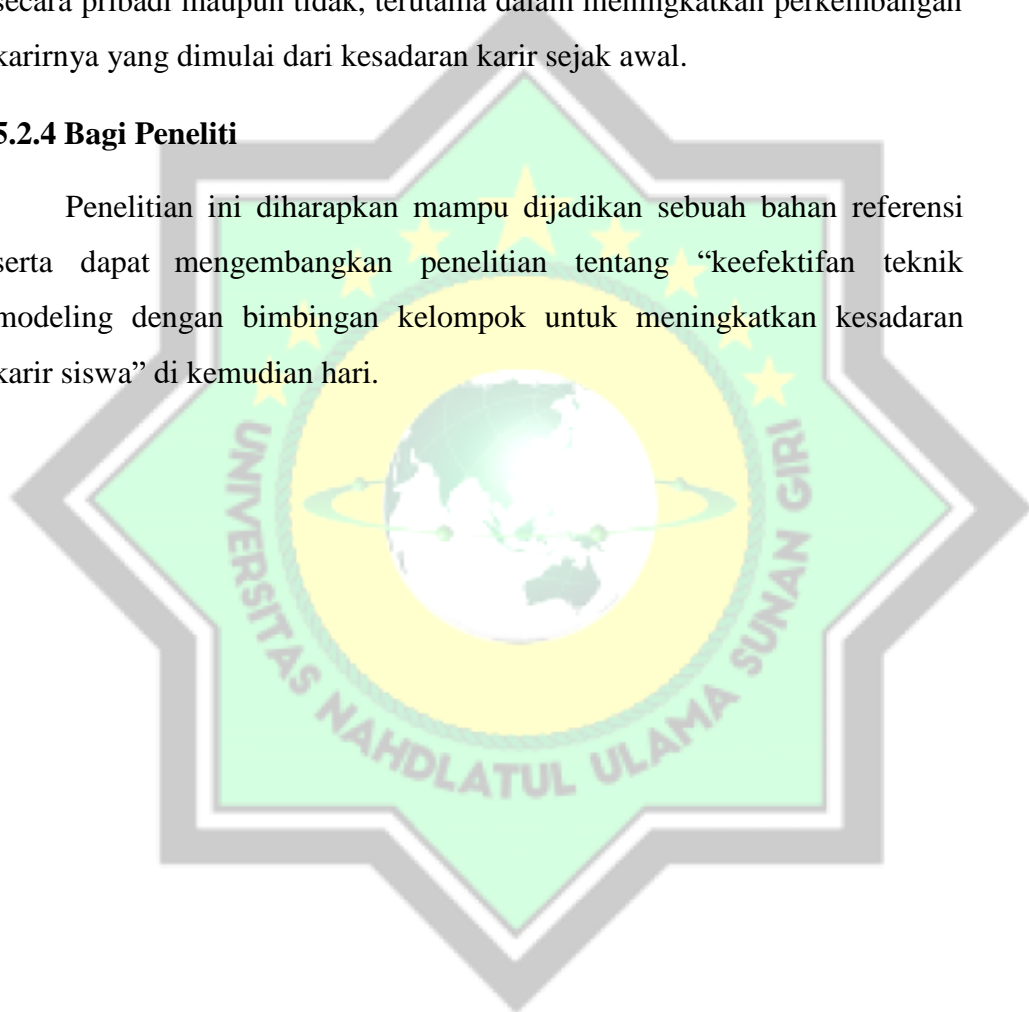 secara pribadi maupun tidak, terutama dalam meningkatkan perkembangan
karirnya yang dimulai dari kesadaran karir sejak awal.
5.2.4 Bagi Peneliti
Penelitian ini diharapkan mampu dijadikan sebuah bahan referensi
serta dapat mengembangkan penelitian tentang “keefektifan teknik
modeling dengan bimbingan kelompok untuk meningkatkan kesadaran
karir siswa” di kemudian hari.
UNIVERSITAS NAHDLATUL ULAMA SUNAN GIRI